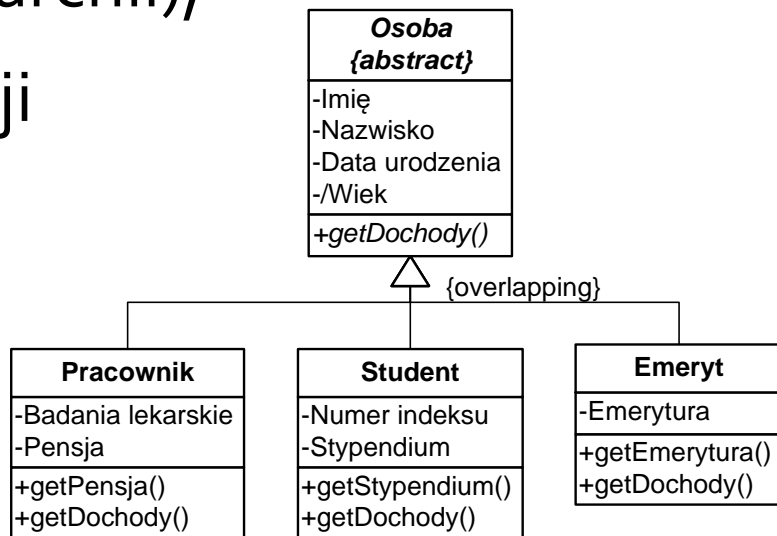 ji
Osoba
{abstract}
-Imię
-Nazwisko
-Data urodzenia
-/Wiek
+getDochody()
{overlapping}
Pracownik
-Badania lekarskie
-Pensja
+getPensja()
+getDochody()
Student
-Numer indeksu
-Stypendium
+getStypendium()
+getDochody()
Emeryt
-Emerytura
+getEmerytura()
+getDochody()